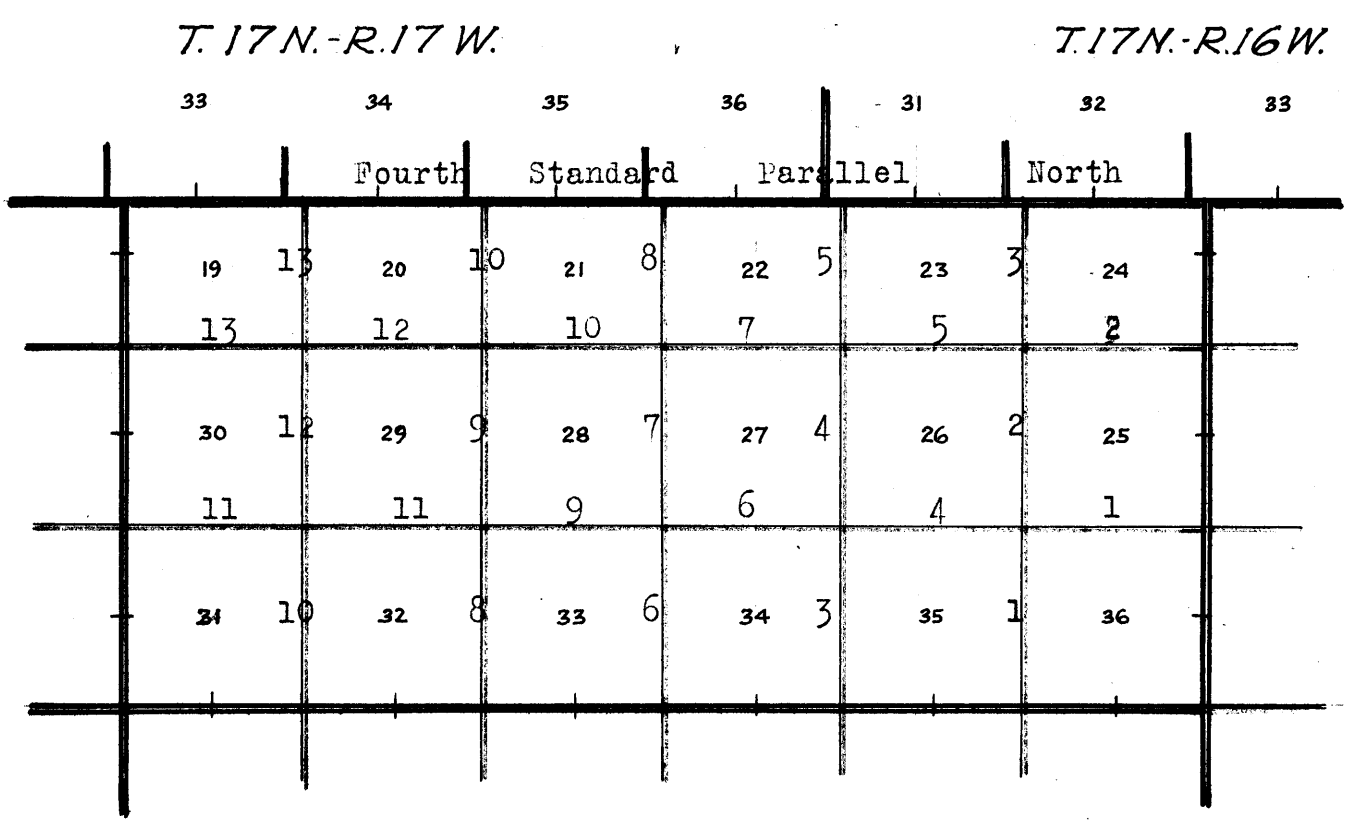 T. 17 N.-R. 17 W. T. 17 N.-R. 16 W.
33 34 35 36 31 32 33
Fourth Standard Parallel North
19 13 20 10 21 8 22 5 23 3 24
13 12 10 7 5 2
30 12 29 9 28 7 27 4 26 2 25
11 11 9 6 4 1
31 10 32 8 33 6 34 3 35 1 36